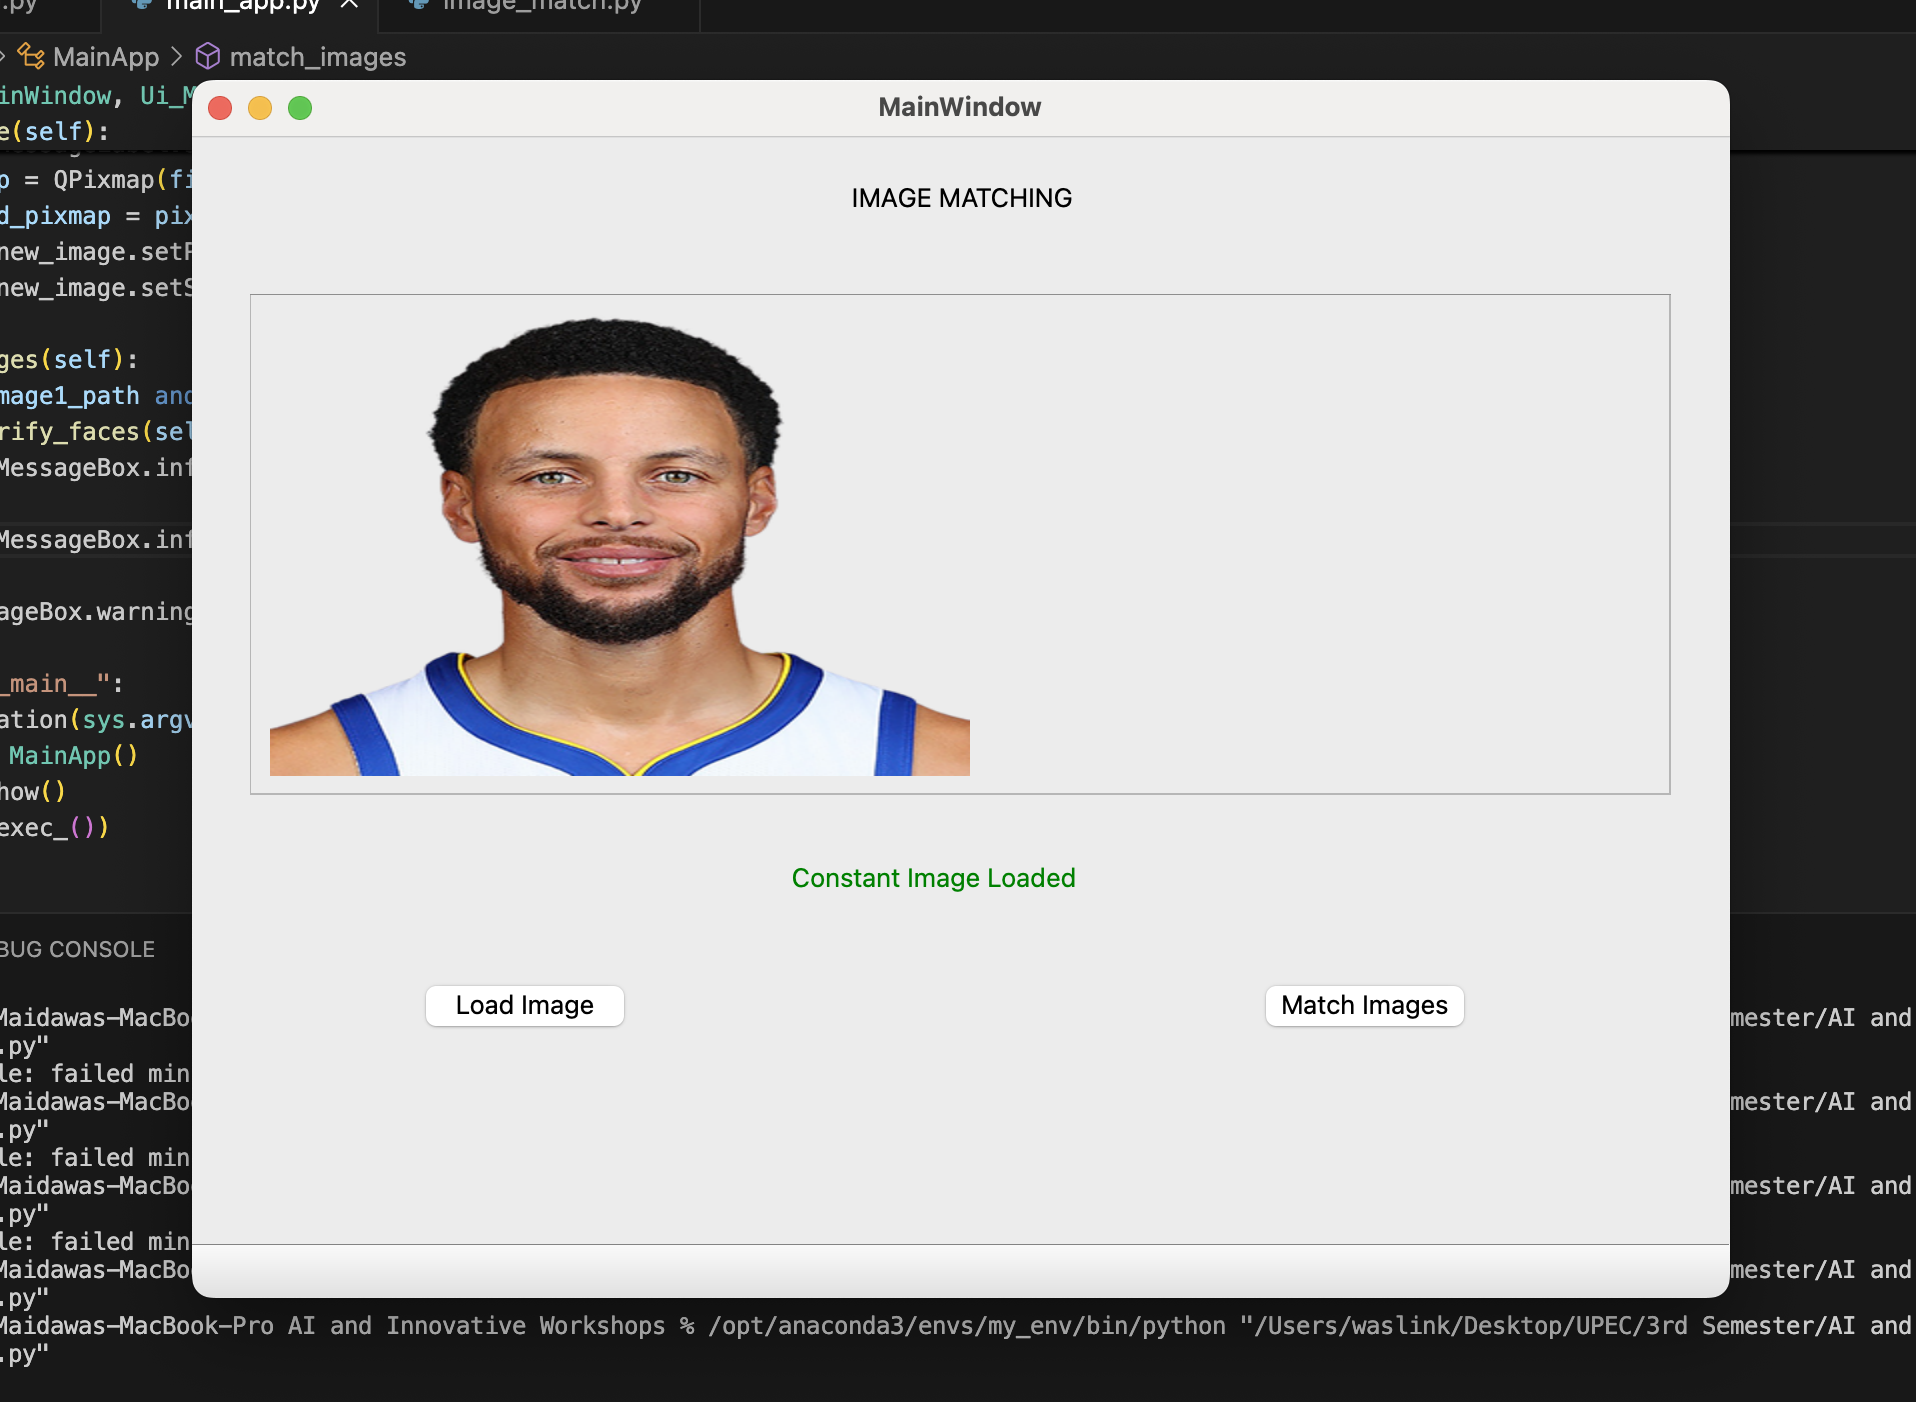 .py
main_app.py
image_match.py
MainApp > match_images
inWindow, Ui_M
e(self):
p = QPixmap(fi
d_pixmap = pix
new_image.setP
new_image.setS
ges(self):
mage1_path and
rify_faces(sel
MessageBox.inf
MessageBox.inf
ageBox.warning
_main__":
ation(sys.argv
MainApp()
how()
exec_())
MainWindow
IMAGE MATCHING
Constant Image Loaded
Load Image
Match Images
BUG CONSOLE
Maidawas-MacBoo mester/AI and
.py"
le: failed min
Maidawas-MacBoo mester/AI and
.py"
le: failed min
Maidawas-MacBoo mester/AI and
.py"
le: failed min
Maidawas-MacBoo mester/AI and
.py"
Maidawas-MacBook-Pro AI and Innovative Workshops % /opt/anaconda3/envs/my_env/bin/python "/Users/waslink/Desktop/UPEC/3rd Semester/AI and
.py"